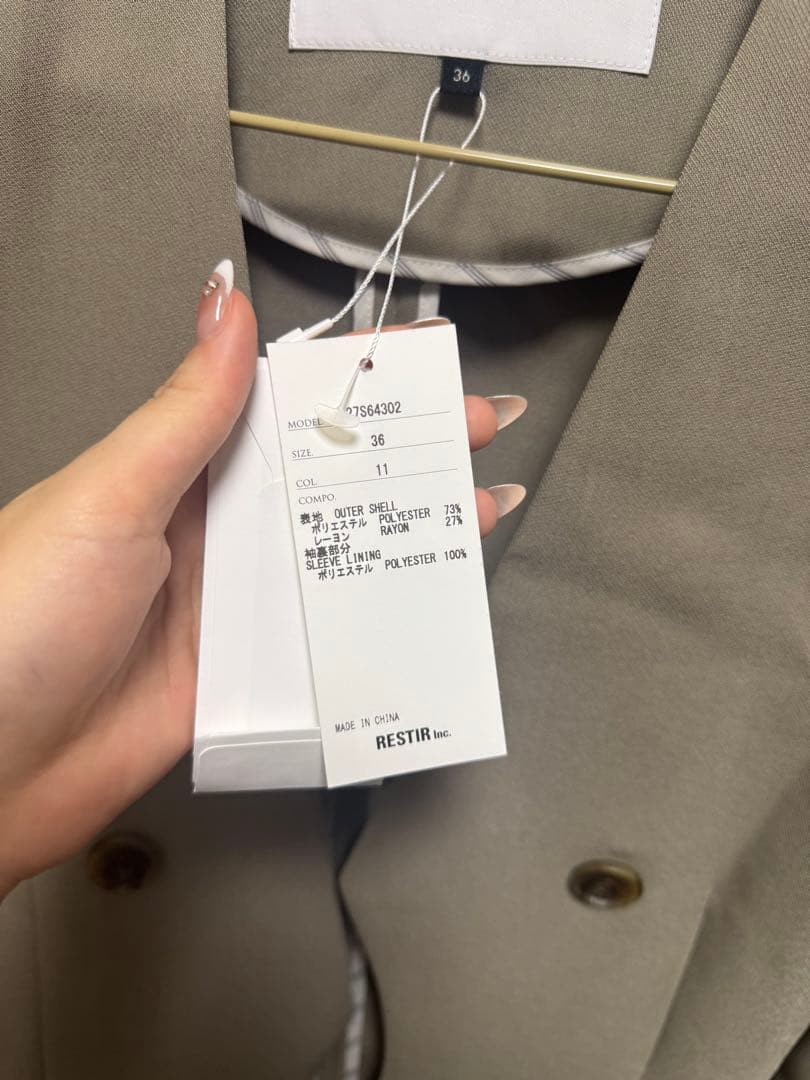 36
MODEL 27S64302
SIZE 36
COL. 11
COMPO.
表地 OUTER SHELL
ポリエステル POLYESTER 73%
レーヨン RAYON 27%
袖裏部分
SLEEVE LINING
ポリエステル POLYESTER 100%
MADE IN CHINA
RESTIR Inc.